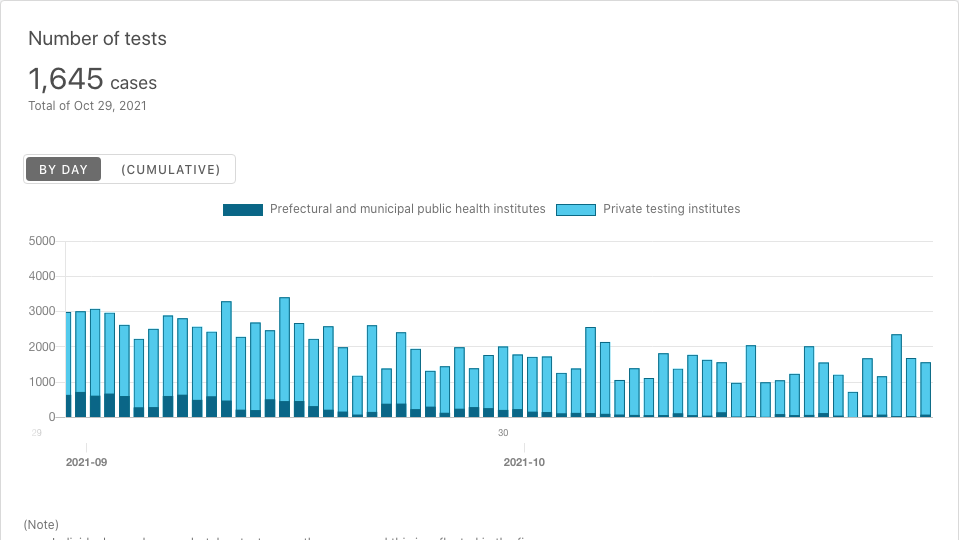 Number of tests
1,645 cases
Total of Oct 29, 2021
BY DAY (CUMULATIVE)
Prefectural and municipal public health institutes Private testing institutes
5000
4000
3000
2000
1000
0
29 30
2021-09 2021-10
(Note)